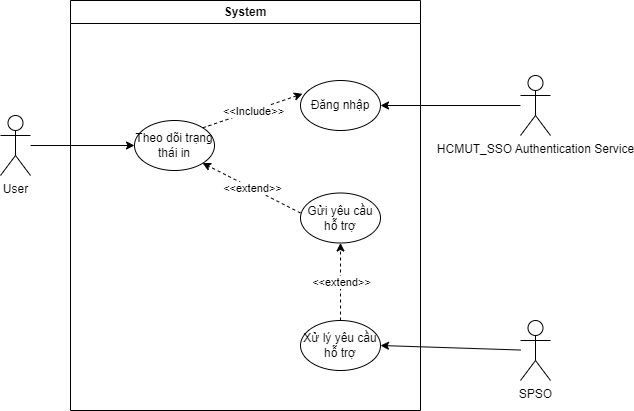 System
Đăng nhập
<<Include>>
Theo dõi trạng
thái in
HCMUT_SSO Authentication Service
User
<<extend>>
Gửi yêu cầu
hỗ trợ
<<extend>>
Xử lý yêu cầu
hỗ trợ
SPSO